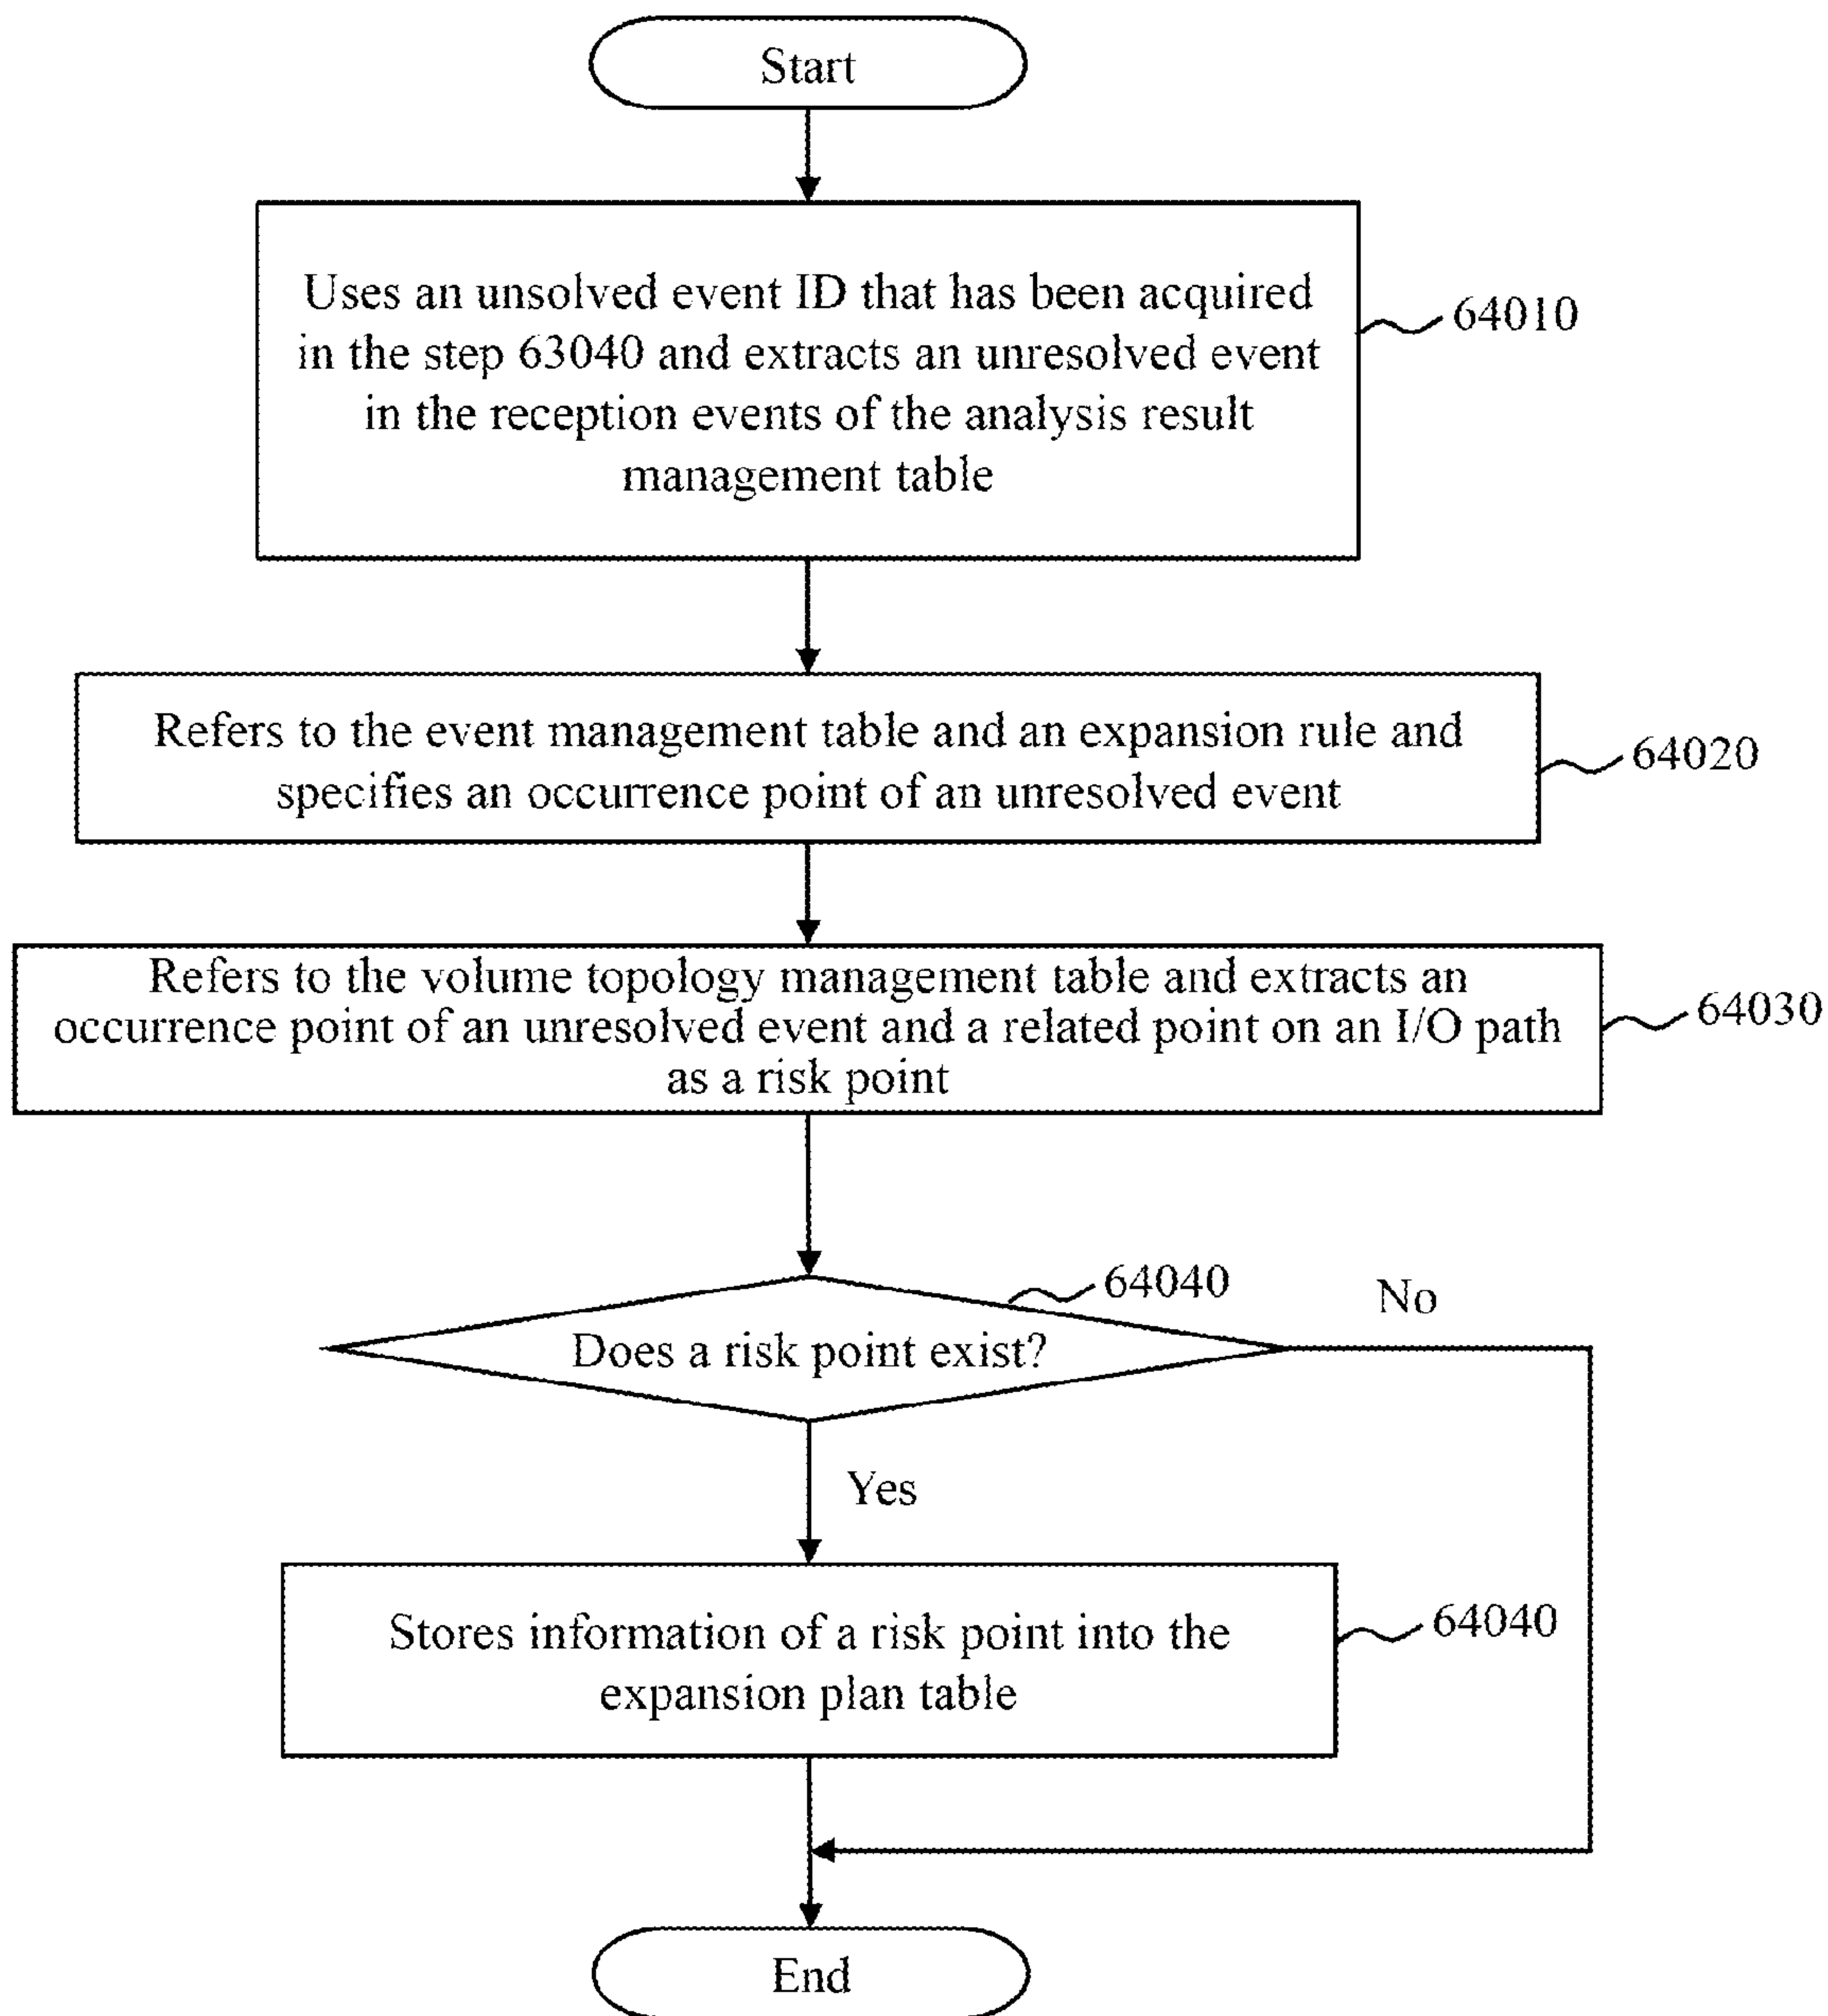 Start
Uses an unsolved event ID that has been acquired
in the step 63040 and extracts an unresolved event
in the reception events of the analysis result
management table
64010
Refers to the event management table and an expansion rule and
specifies an occurrence point of an unresolved event
64020
Refers to the volume topology management table and extracts an
occurrence point of an unresolved event and a related point on an I/O path
as a risk point
64030
64040
No
Does a risk point exist?
Yes
Stores information of a risk point into the
expansion plan table
64040
End